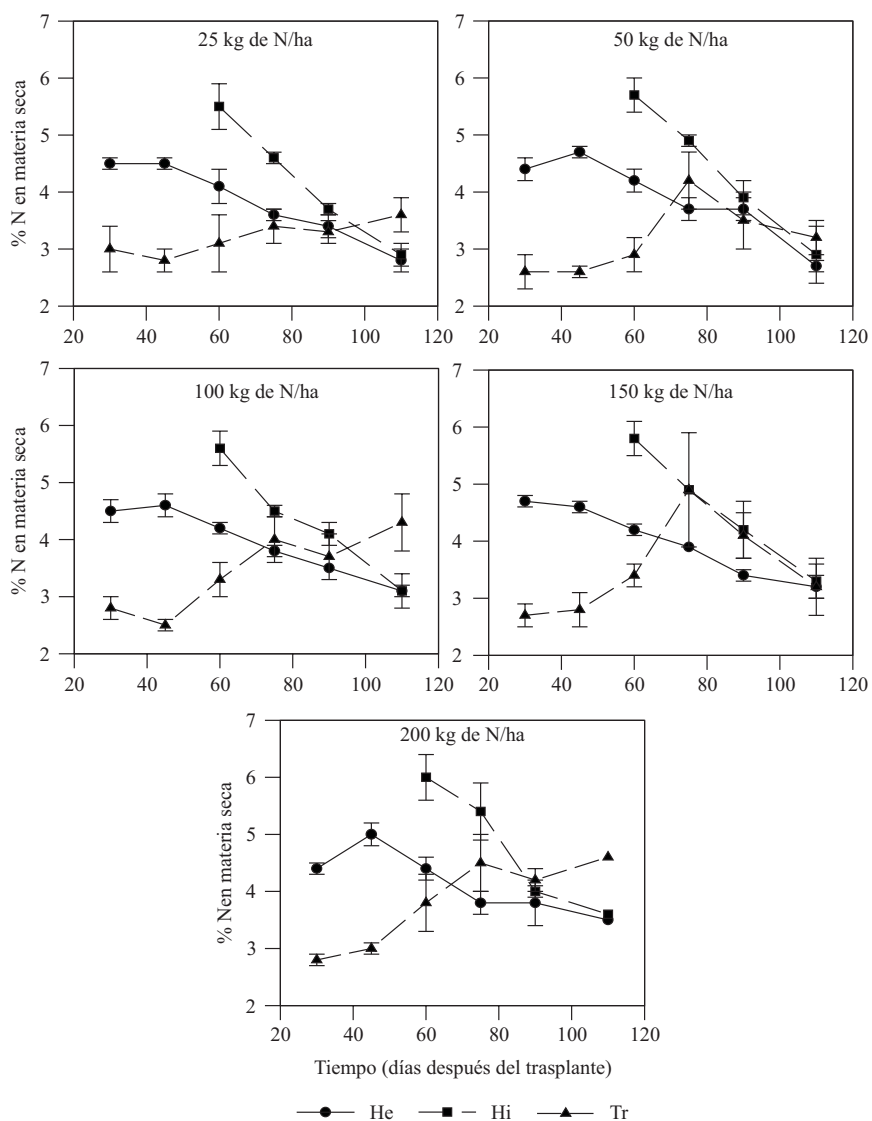 25 kg de N/ha
% N en materia seca
7
6
5
4
3
2
20 40 60 80 100 120
50 kg de N/ha
7
6
5
4
3
2
20 40 60 80 100 120
100 kg de N/ha
% N en materia seca
7
6
5
4
3
2
20 40 60 80 100 120
150 kg de N/ha
7
6
5
4
3
2
20 40 60 80 100 120
200 kg de N/ha
% Nen materia seca
7
6
5
4
3
2
20 40 60 80 100 120
Tiempo (días después del trasplante)
He Hi Tr